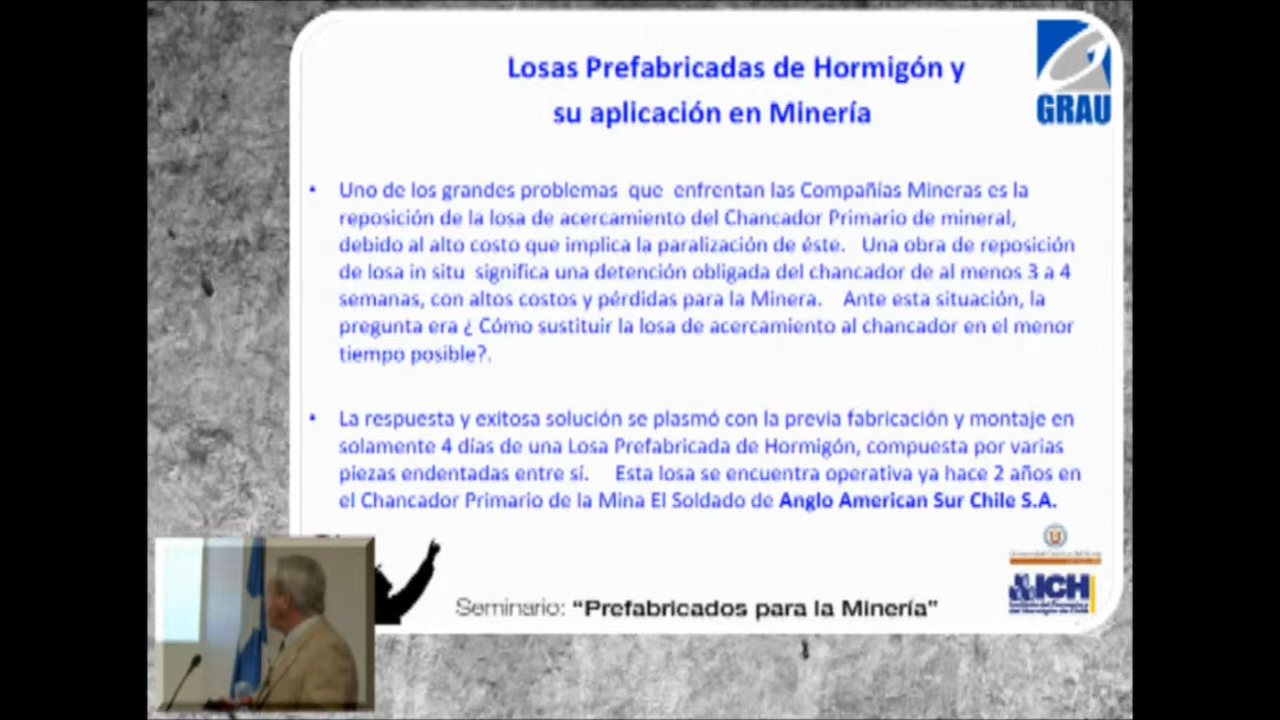 Losas Prefabricadas de Hormigón y
su aplicación en Minería
GRAU
• Uno de los grandes problemas que enfrentan las Compañías Mineras es la
reposición de la losa de acercamiento del Chancador Primario de mineral,
debido al alto costo que implica la paralización de éste. Una obra de reposición
de losa in situ significa una detención obligada del chancador de al menos 3 a 4
semanas, con altos costos y pérdidas para la Minera. Ante esta situación, la
pregunta era ¿ Cómo sustituir la losa de acercamiento al chancador en el menor
tiempo posible?.
• La respuesta y exitosa solución se plasmó con la previa fabricación y montaje en
solamente 4 días de una Losa Prefabricada de Hormigón, compuesta por varias
piezas endentadas entre sí. Esta losa se encuentra operativa ya hace 2 años en
el Chancador Primario de la Mina El Soldado de Anglo American Sur Chile S.A.
Seminario: “Prefabricados para la Minería”
ICH